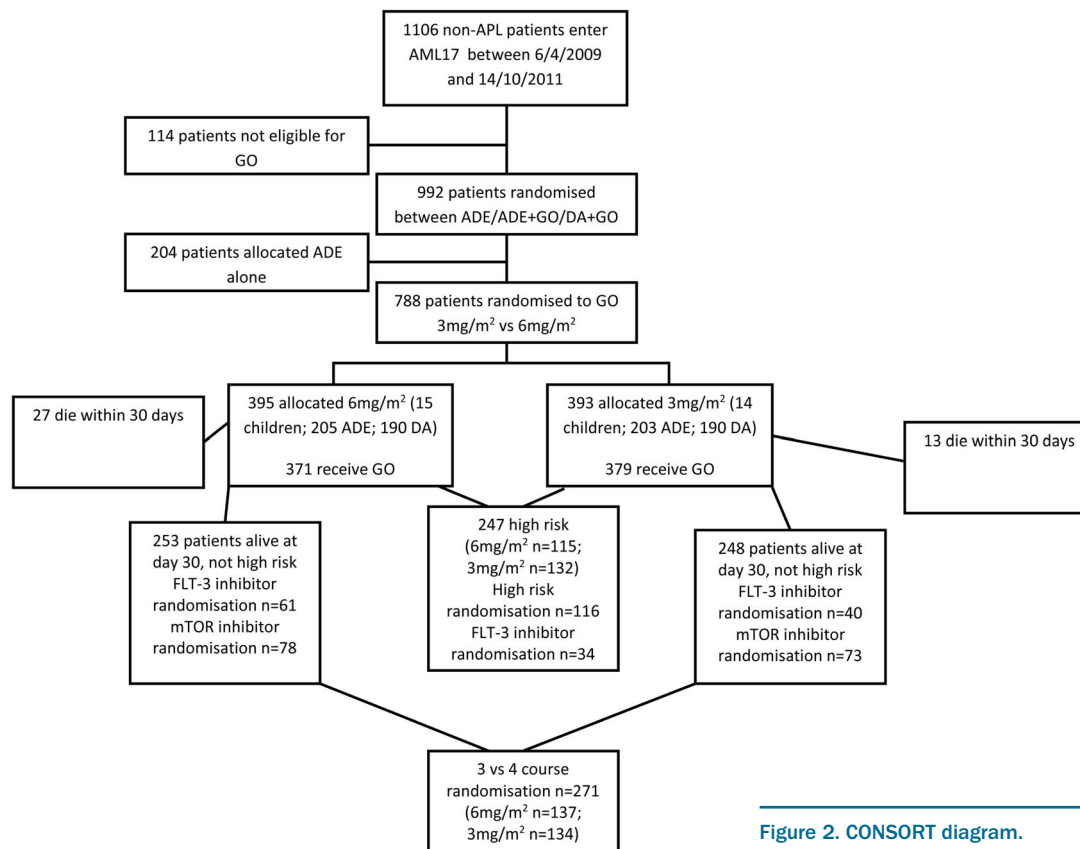 1106 non-APL patients enter
AML17 between 6/4/2009
and 14/10/2011
114 patients not eligible for
GO
992 patients randomised
between ADE/ADE+GO/DA+GO
204 patients allocated ADE
alone
788 patients randomised to GO
3mg/m² vs 6mg/m²
27 die within 30 days
395 allocated 6mg/m² (15
children; 205 ADE; 190 DA)
371 receive GO
393 allocated 3mg/m² (14
children; 203 ADE; 190 DA)
379 receive GO
13 die within 30 days
253 patients alive at
day 30, not high risk
FLT-3 inhibitor
randomisation n=61
mTOR inhibitor
randomisation n=78
247 high risk
(6mg/m² n=115;
3mg/m² n=132)
High risk
randomisation n=116
FLT-3 inhibitor
randomisation n=34
248 patients alive at
day 30, not high risk
FLT-3 inhibitor
randomisation n=40
mTOR inhibitor
randomisation n=73
3 vs 4 course
randomisation n=271
(6mg/m² n=137;
3mg/m² n=134)
Figure 2. CONSORT diagram.